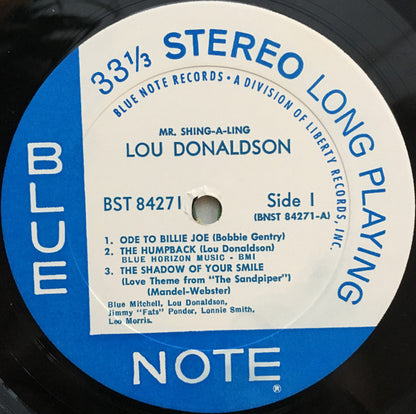 33 1/3 STEREO LONG PLAYING
BLUE NOTE RECORDS • A DIVISION OF LIBERTY RECORDS, INC.
MR. SHING-A-LING
LOU DONALDSON
BST 84271
Side 1
(BNST 84271-A)
1. ODE TO BILLIE JOE (Bobbie Gentry)
2. THE HUMPBACK (Lou Donaldson)
BLUE HORIZON MUSIC - BMI
3. THE SHADOW OF YOUR SMILE
(Love Theme from "The Sandpiper")
(Mandel-Webster)
Blue Mitchell, Lou Donaldson,
Jimmy "Fats" Ponder, Lonnie Smith,
Leo Morris.
BLUE
NOTE®